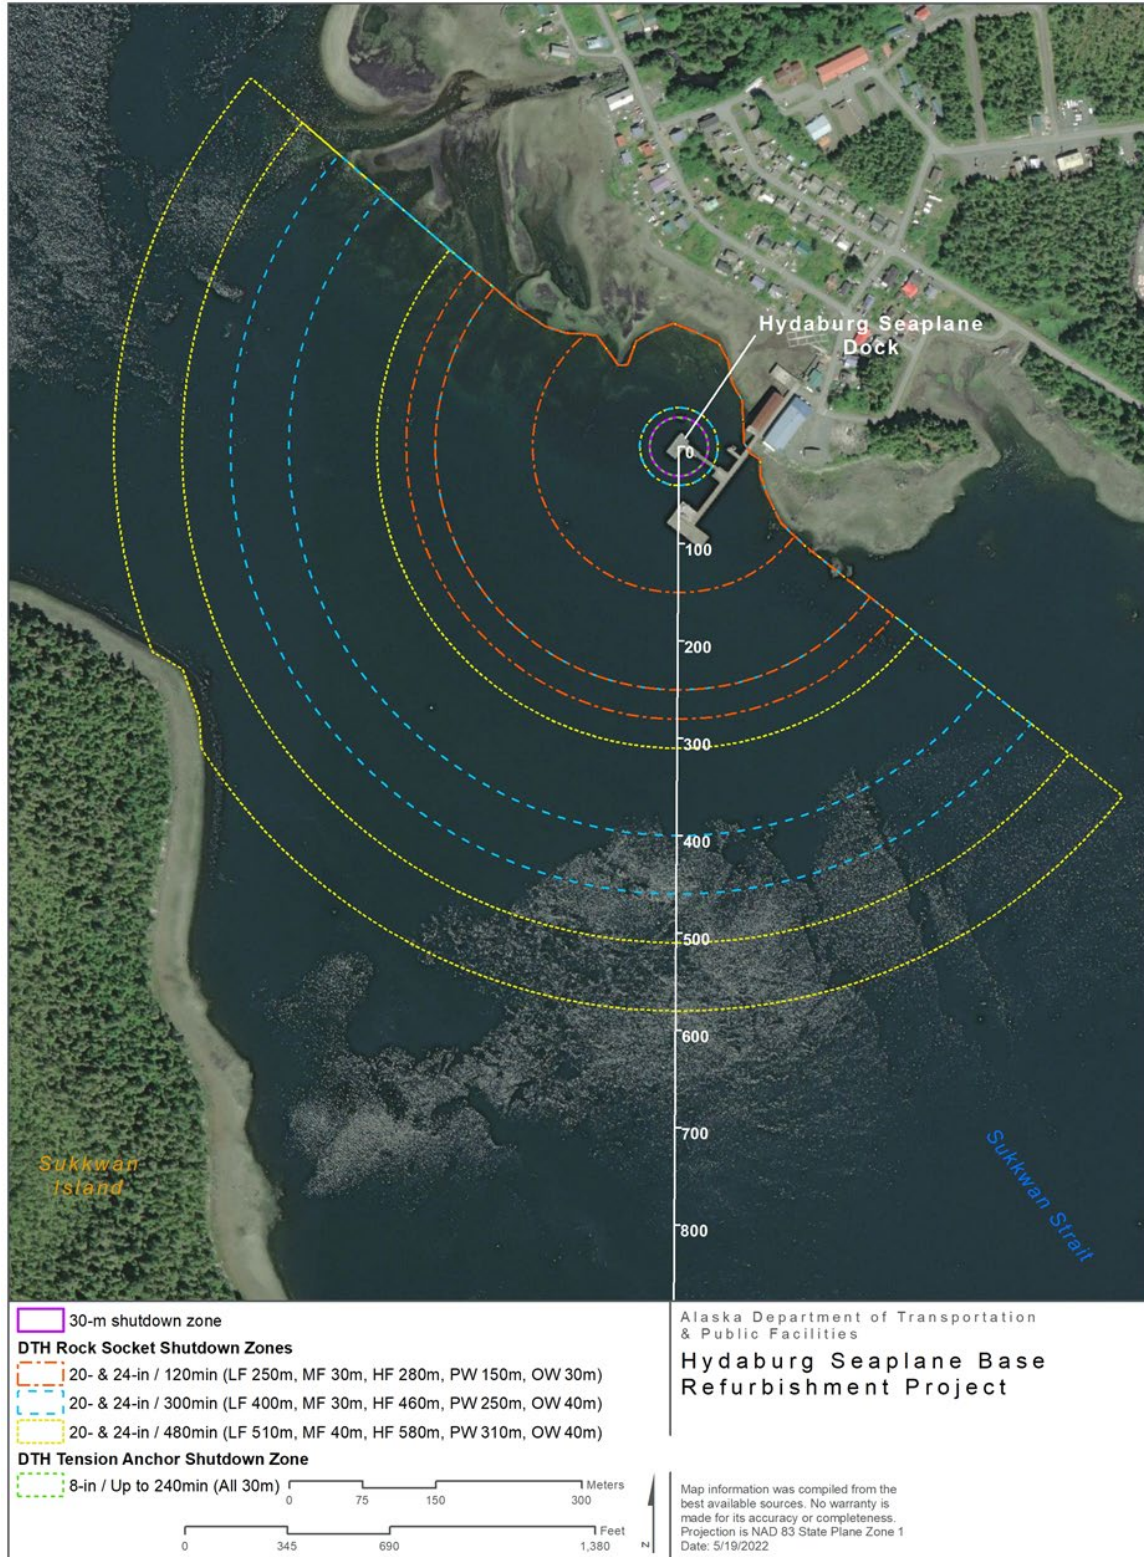 Hydaburg Seaplane
Dock
0
100
200
300
400
500
600
700
800
Sukkwan
Island
Sukkwan Strait
30-m shutdown zone
DTH Rock Socket Shutdown Zones
20- & 24-in / 120min (LF 250m, MF 30m, HF 280m, PW 150m, OW 30m)
20- & 24-in / 300min (LF 400m, MF 30m, HF 460m, PW 250m, OW 40m)
20- & 24-in / 480min (LF 510m, MF 40m, HF 580m, PW 310m, OW 40m)
DTH Tension Anchor Shutdown Zone
8-in / Up to 240min (All 30m)
Meters
0 75 150 300
Feet
0 345 690 1,380
N
Alaska Department of Transportation
& Public Facilities
Hydaburg Seaplane Base
Refurbishment Project
Map information was compiled from the
best available sources. No warranty is
made for its accuracy or completeness.
Projection is NAD 83 State Plane Zone 1
Date: 5/19/2022